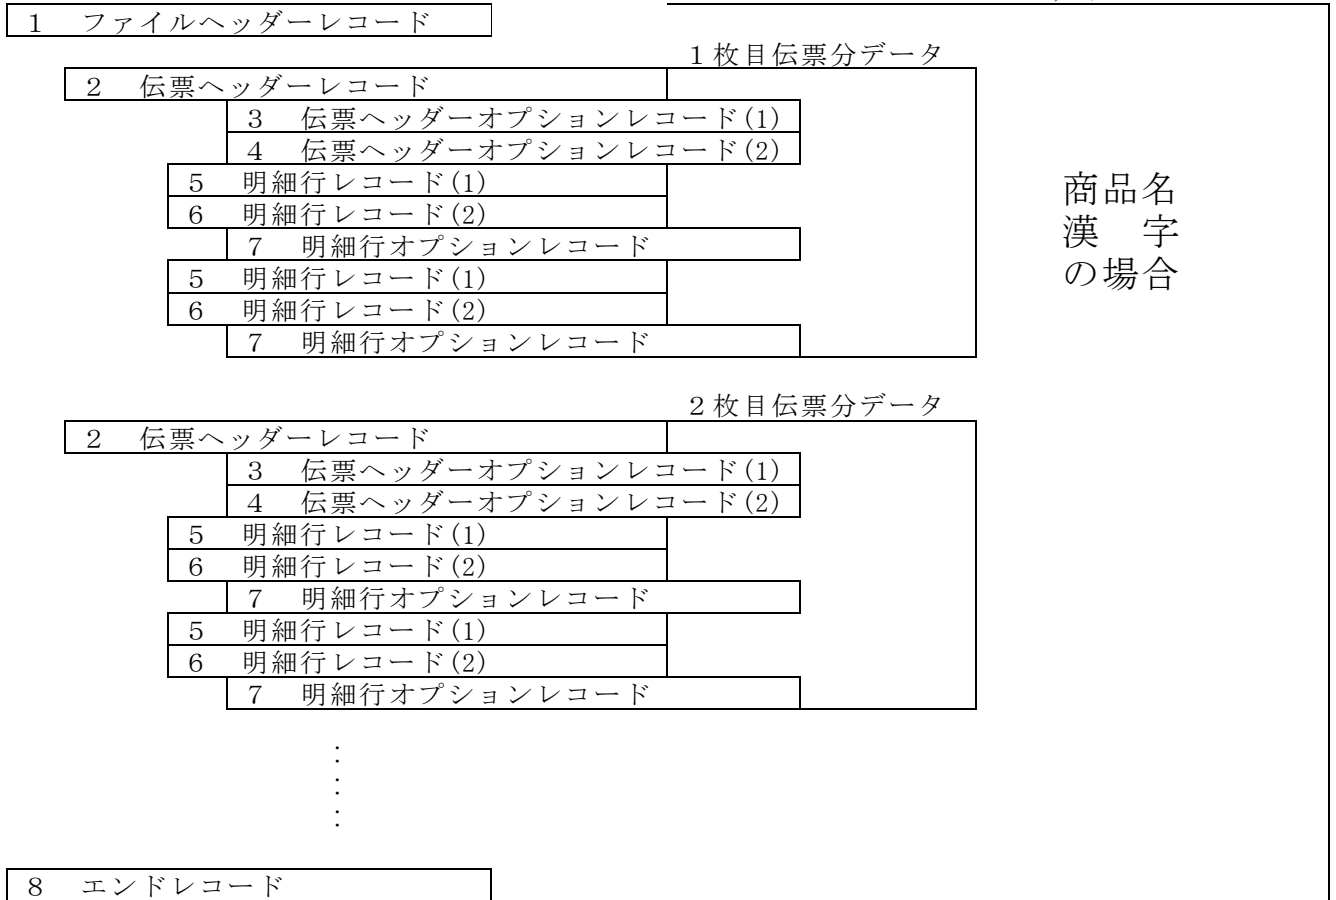 １　ファイルヘッダーレコード
１枚目伝票分データ
２　伝票ヘッダーレコード
３　伝票ヘッダーオプションレコード(1)
４　伝票ヘッダーオプションレコード(2)
５　明細行レコード(1)
６　明細行レコード(2)
７　明細行オプションレコード
５　明細行レコード(1)
６　明細行レコード(2)
７　明細行オプションレコード
商品名
漢　字
の場合
２枚目伝票分データ
２　伝票ヘッダーレコード
３　伝票ヘッダーオプションレコード(1)
４　伝票ヘッダーオプションレコード(2)
５　明細行レコード(1)
６　明細行レコード(2)
７　明細行オプションレコード
５　明細行レコード(1)
６　明細行レコード(2)
７　明細行オプションレコード
：
：
：
８　エンドレコード